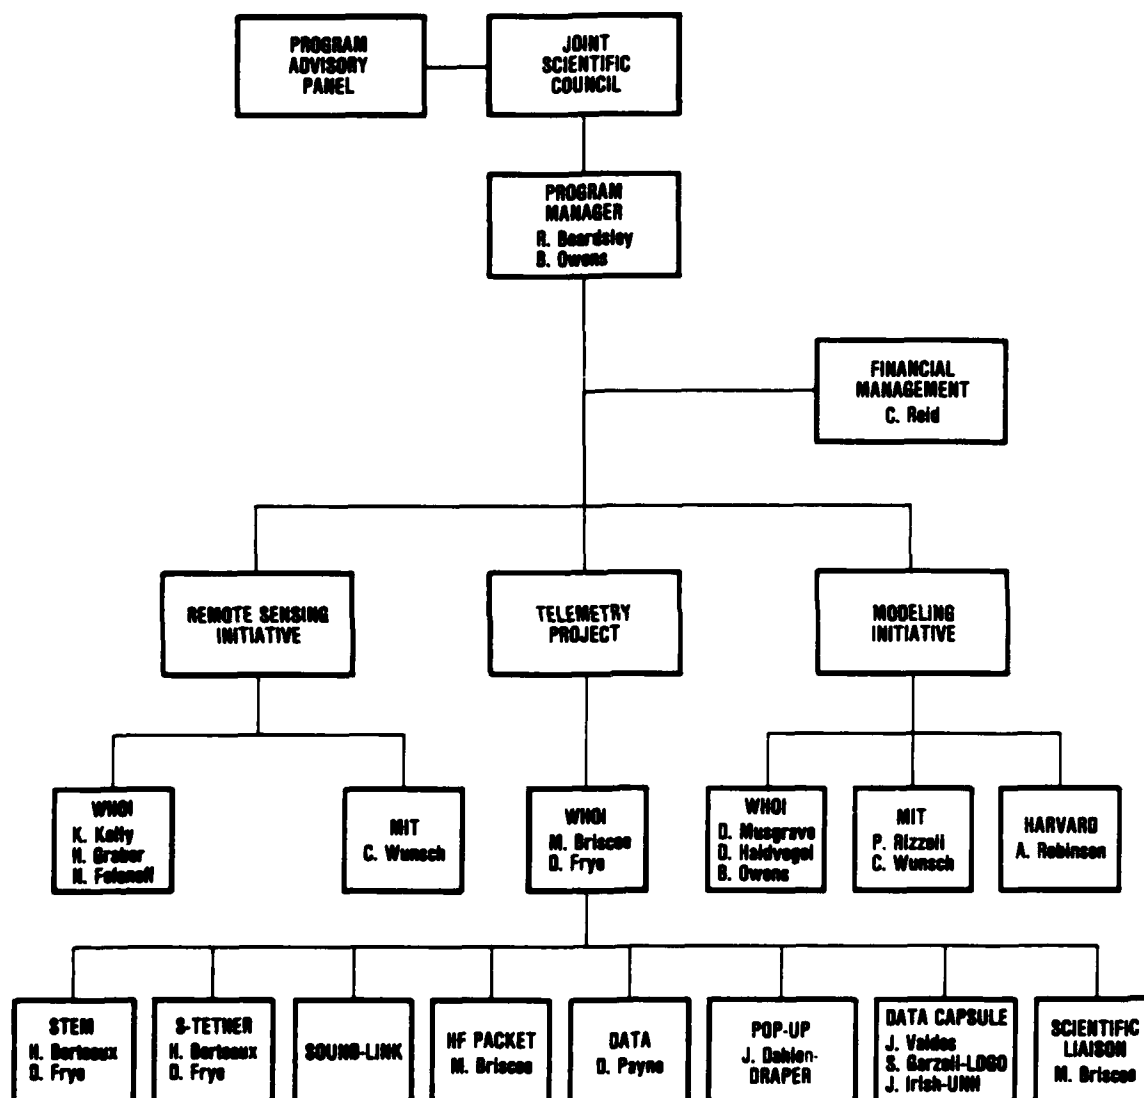 PROGRAM
ADVISORY
PANEL
JOINT
SCIENTIFIC
COUNCIL
PROGRAM
MANAGER
R. Beardsley
B. Owens
FINANCIAL
MANAGEMENT
C. Reid
REMOTE SENSING
INITIATIVE
TELEMETRY
PROJECT
MODELING
INITIATIVE
WHOI
K. Kelly
H. Graber
N. Fofonoff
MIT
C. Wunsch
WHOI
M. Briscoe
D. Frye
WHOI
D. Musgrave
D. Haidvogel
B. Owens
MIT
P. Rizzoli
C. Wunsch
HARVARD
A. Robinson
STEM
H. Berteaux
D. Frye
S-TETHER
H. Berteaux
D. Frye
SOUND-LINK
HF PACKET
M. Briscoe
DATA
D. Payne
POP-UP
J. Dahlen-
DRAPER
DATA CAPSULE
J. Valdes
S. Garzoli-LDGO
J. Irish-UNH
SCIENTIFIC
LIAISON
M. Briscoe